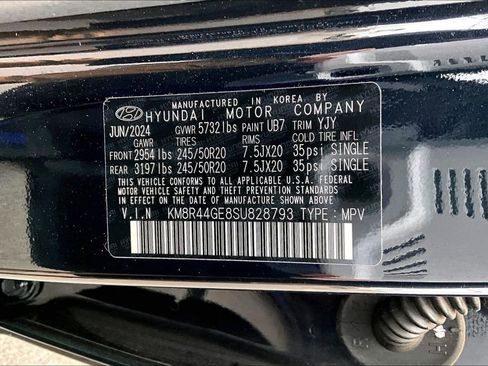 MANUFACTURED IN KOREA BY
HYUNDAI MOTOR COMPANY
JUN/2024 GVWR 5732lbs PAINT UB7 TRIM YJY
GAWR TIRES RIMS COLD TIRE INFL
FRONT 2954 lbs 245/50R20 7.5JX20 35psi SINGLE
REAR 3197 lbs 245/50R20 7.5JX20 35psi SINGLE
THIS VEHICLE CONFORMS TO ALL APPLICABLE FEDERAL
MOTOR VEHICLE SAFETY BUMPER, AND THEFT PREVENTION STANDARDS
IN EFFECT ON THE DATE OF MANUFACTURE SHOWN ABOVE.
V.I.N KM8R44GE8SU828793 TYPE : MPV